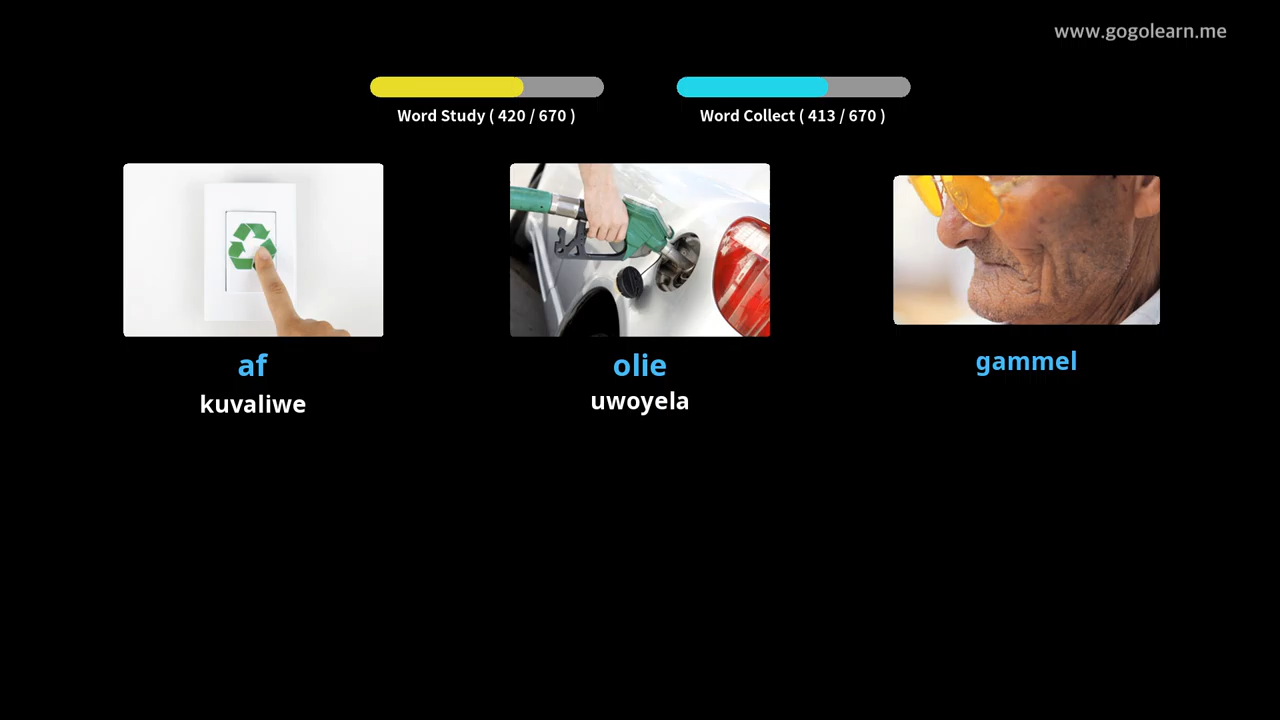 www.gogolearn.me
Word Study ( 420 / 670 )
Word Collect ( 413 / 670 )
af
kuvaliwe
olie
uwoyela
gammel